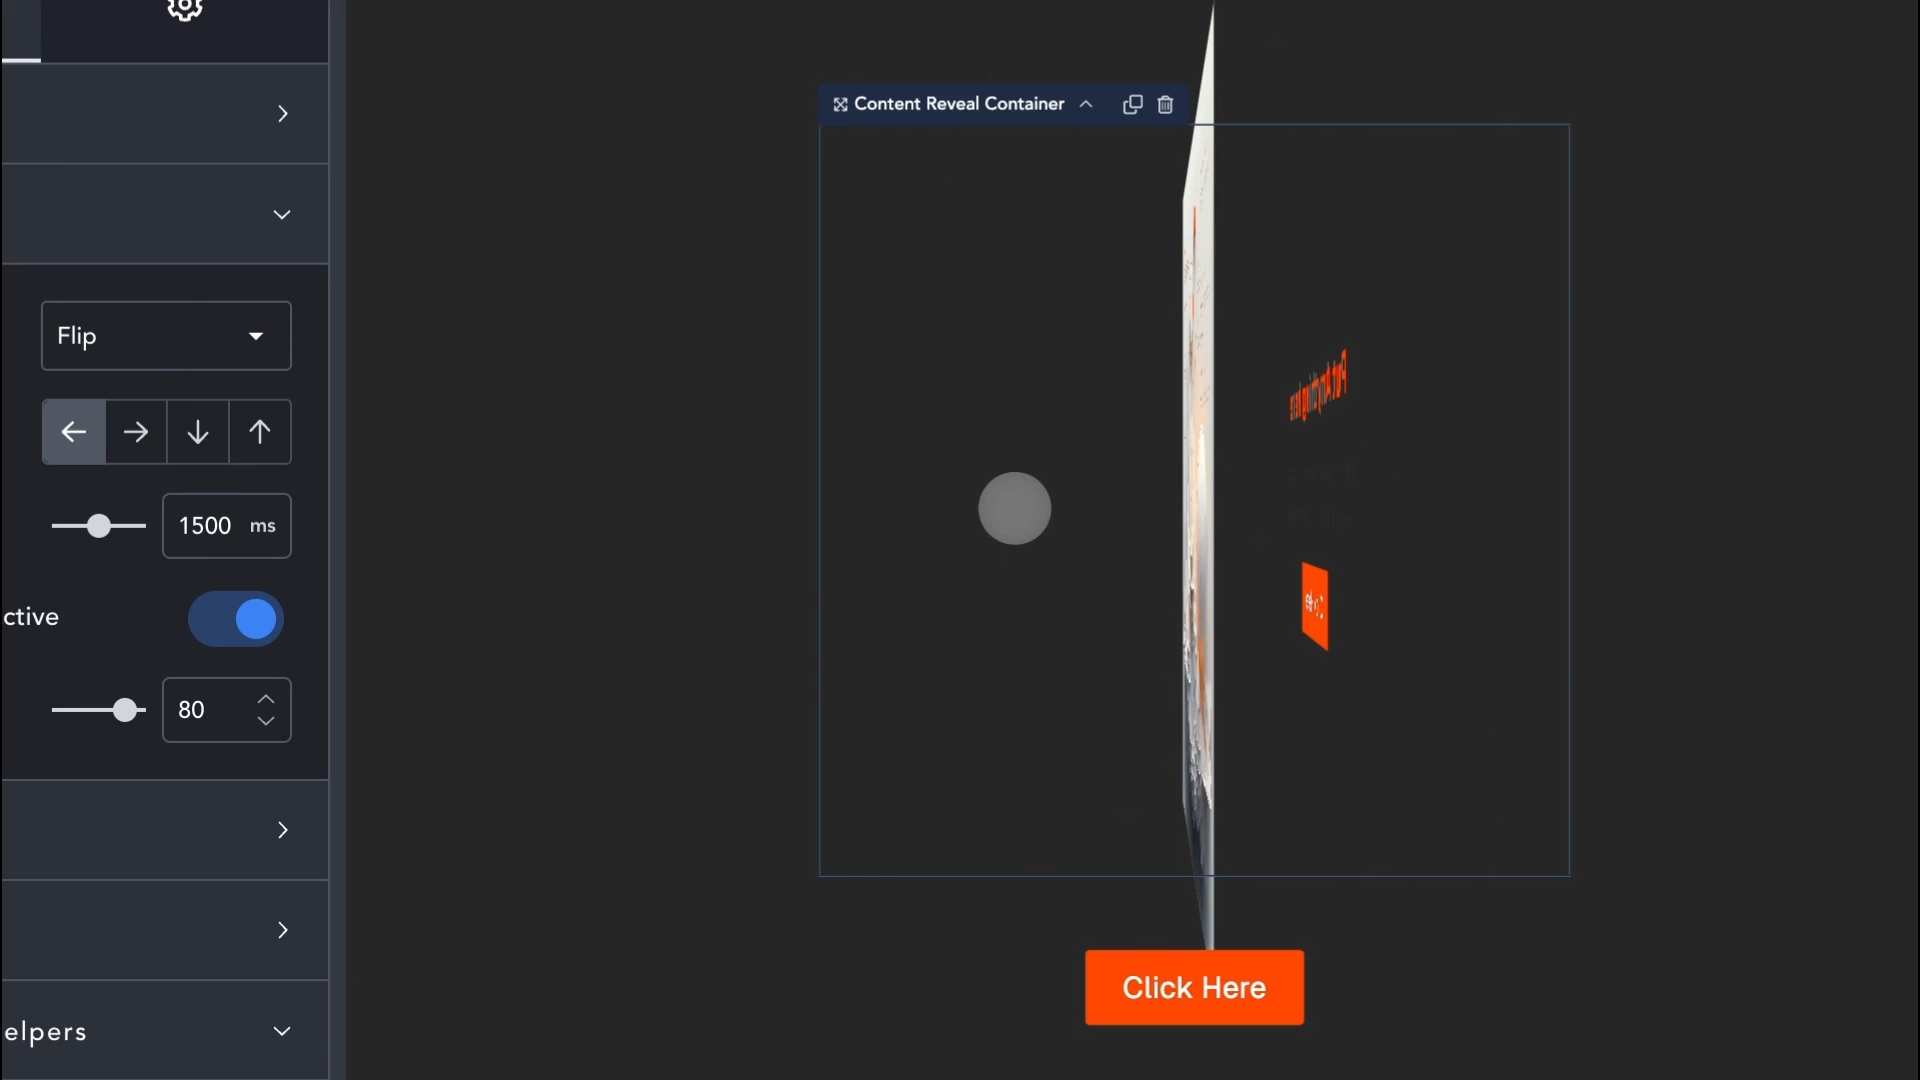 Content Reveal Container
Flip
1500 ms
ctive
80
Click Here
elpers